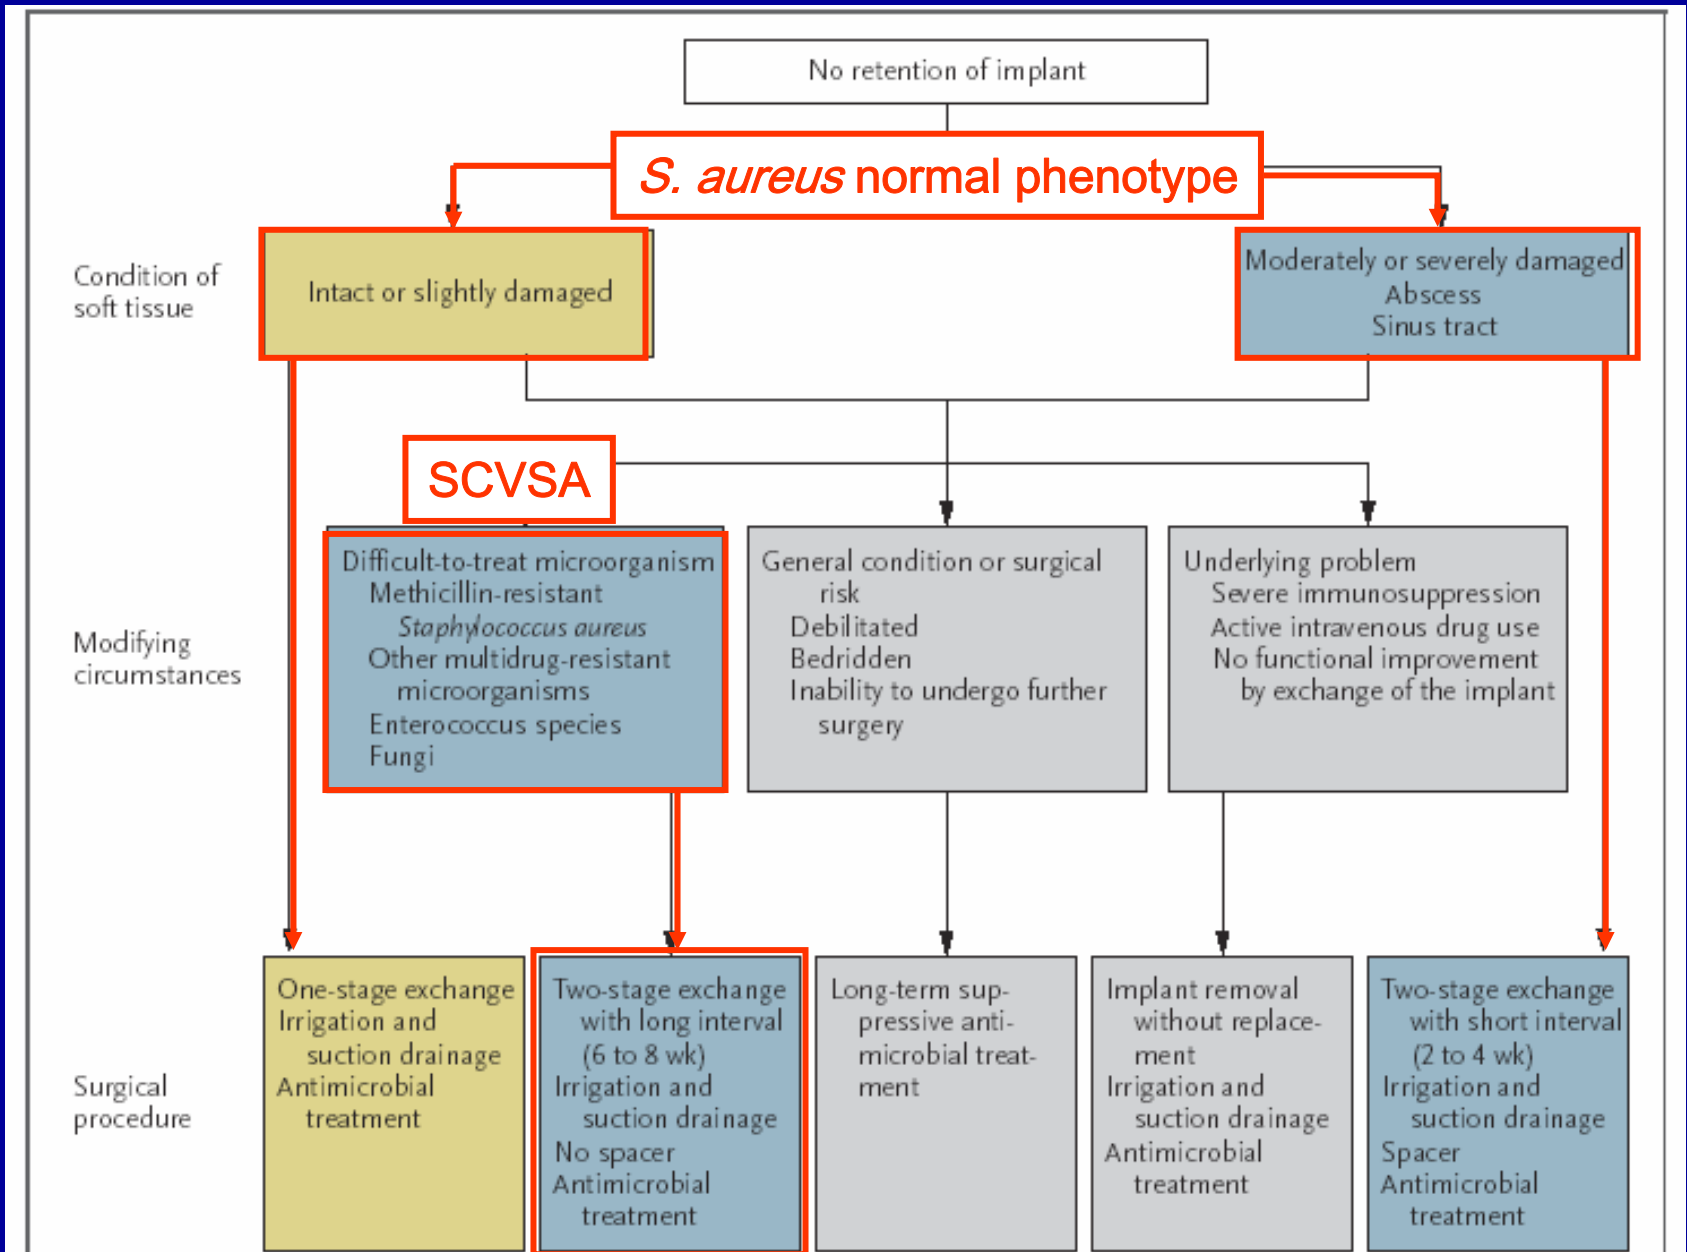 No retention of implant
S. aureus normal phenotype
Condition of
soft tissue
Intact or slightly damaged
Moderately or severely damaged
Abscess
Sinus tract
SCVSA
Modifying
circumstances
Difficult-to-treat microorganism
Methicillin-resistant
Staphylococcus aureus
Other multidrug-resistant
microorganisms
Enterococcus species
Fungi
General condition or surgical
risk
Debilitated
Bedridden
Inability to undergo further
surgery
Underlying problem
Severe immunosuppression
Active intravenous drug use
No functional improvement
by exchange of the implant
Surgical
procedure
One-stage exchange
Irrigation and
suction drainage
Antimicrobial
treatment
Two-stage exchange
with long interval
(6 to 8 wk)
Irrigation and
suction drainage
No spacer
Antimicrobial
treatment
Long-term sup-
pressive anti-
microbial treat-
ment
Implant removal
without replace-
ment
Irrigation and
suction drainage
Antimicrobial
treatment
Two-stage exchange
with short interval
(2 to 4 wk)
Irrigation and
suction drainage
Spacer
Antimicrobial
treatment